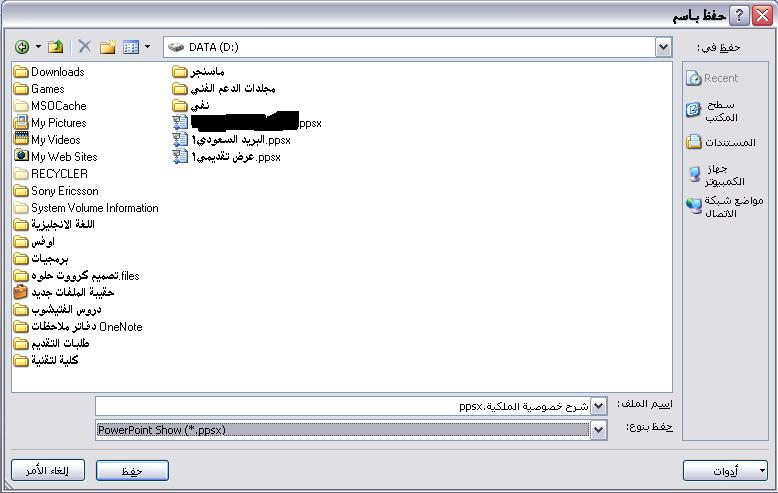 حفظ باسم
حفظ في:
DATA (D:)
Recent
سطح المكتب
المستندات
جهاز الكمبيوتر
مواضع شبكة الاتصال
Downloads
Games
MSOCache
My Pictures
My Videos
My Web Sites
RECYCLER
Sony Ericsson
System Volume Information
اللغة الانجليزية
اوفس
برمجيات
تصميم كرووت حلوه.files
حقيبة الملفات جديد
دروس الفتيشوب
دفاتر ملاحظات OneNote
طلبات التقديم
كلية لتقنية
ماسنجر
مجلدات الدعم الفني
نفي
.ppsx
البريد السعودي1.ppsx
عرض تقديمي1.ppsx
اسم الملف:
شرح خصوصية الملكية.ppsx
حفظ بنوع:
PowerPoint Show (*.ppsx)
أدوات
حفظ
إلغاء الأمر